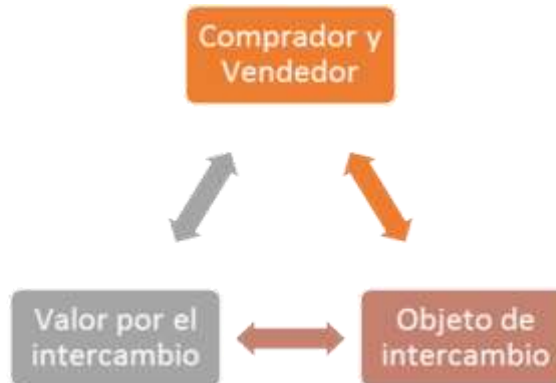 Comprador y
Vendedor
Valor por el
intercambio
Objeto de
intercambio